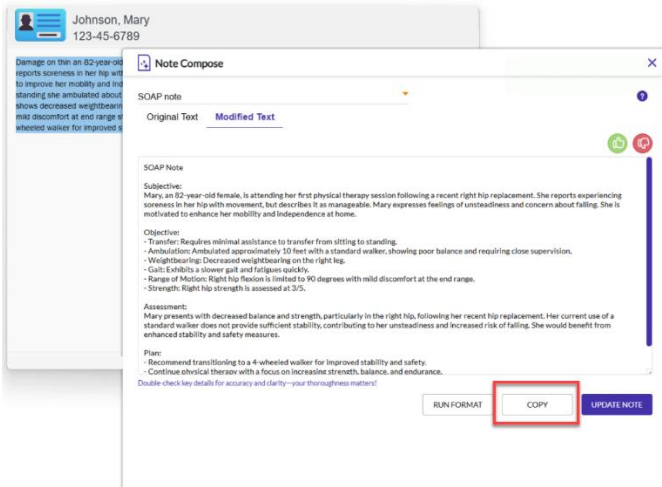 Johnson, Mary
123-45-6789
Damage on thin an 82-year-old
reports soreness in her hip with
to improve her mobility and ind
standing she ambulated about
shows decreased weightbearin
mild discomfort at end range s
wheeled walker for improved s
Note Compose
SOAP note
Original Text Modified Text
SOAP Note
Subjective:
Mary, an 82-year-old female, is attending her first physical therapy session following a recent right hip replacement. She reports experiencing
soreness in her hip with movement, but describes it as manageable. Mary expresses feelings of unsteadiness and concern about falling. She is
motivated to enhance her mobility and independence at home.
Objective:
- Transfer: Requires minimal assistance to transfer from sitting to standing.
- Ambulation: Ambulated approximately 10 feet with a standard walker, showing poor balance and requiring close supervision.
- Weightbearing: Decreased weightbearing on the right leg.
- Gait: Exhibits a slower gait and fatigues quickly.
- Range of Motion: Right hip flexion is limited to 90 degrees with mild discomfort at the end range.
- Strength: Right hip strength is assessed at 3/5.
Assessment:
Mary presents with decreased balance and strength, particularly in the right hip, following her recent hip replacement. Her current use of a
standard walker does not provide sufficient stability, contributing to her unsteadiness and increased risk of falling. She would benefit from
enhanced stability and safety measures.
Plan:
- Recommend transitioning to a 4-wheeled walker for improved stability and safety.
- Continue physical therapy with a focus on increasing strength, balance, and endurance.
Double-check key details for accuracy and clarity—your thoroughness matters!
RUN FORMAT COPY UPDATE NOTE